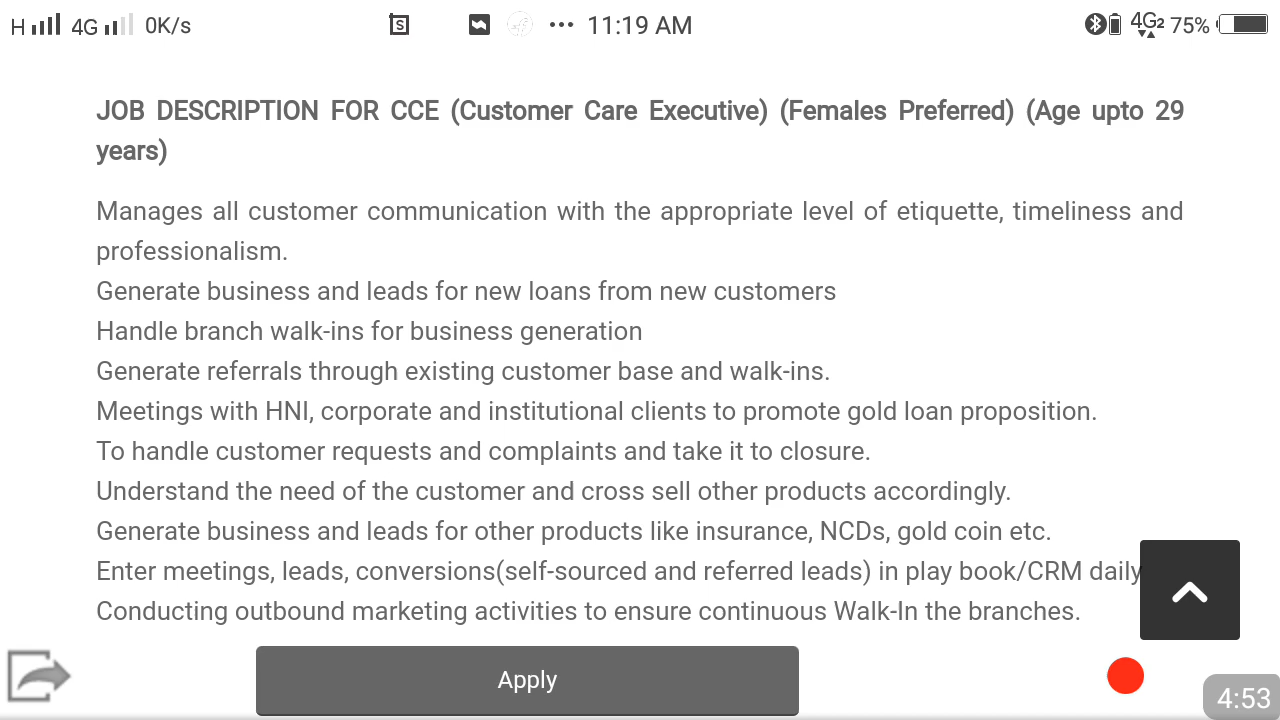 H 4G 0K/s S ••• 11:19 AM 4G2 75%
JOB DESCRIPTION FOR CCE (Customer Care Executive) (Females Preferred) (Age upto 29
years)
Manages all customer communication with the appropriate level of etiquette, timeliness and
professionalism.
Generate business and leads for new loans from new customers
Handle branch walk-ins for business generation
Generate referrals through existing customer base and walk-ins.
Meetings with HNI, corporate and institutional clients to promote gold loan proposition.
To handle customer requests and complaints and take it to closure.
Understand the need of the customer and cross sell other products accordingly.
Generate business and leads for other products like insurance, NCDs, gold coin etc.
Enter meetings, leads, conversions(self-sourced and referred leads) in play book/CRM daily
Conducting outbound marketing activities to ensure continuous Walk-In the branches.
Apply
4:53